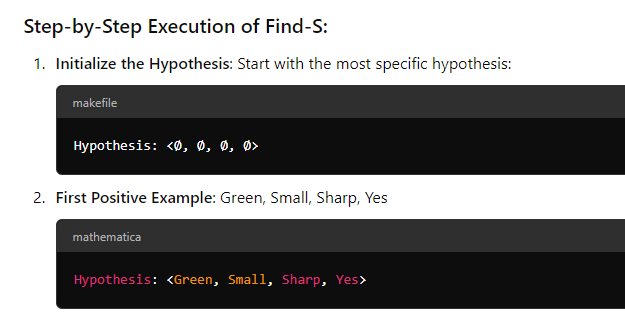 Step-by-Step Execution of Find-S:
1. Initialize the Hypothesis: Start with the most specific hypothesis:
makefile
Hypothesis: <Ø, Ø, Ø, Ø>
2. First Positive Example: Green, Small, Sharp, Yes
mathematica
Hypothesis: <Green, Small, Sharp, Yes>